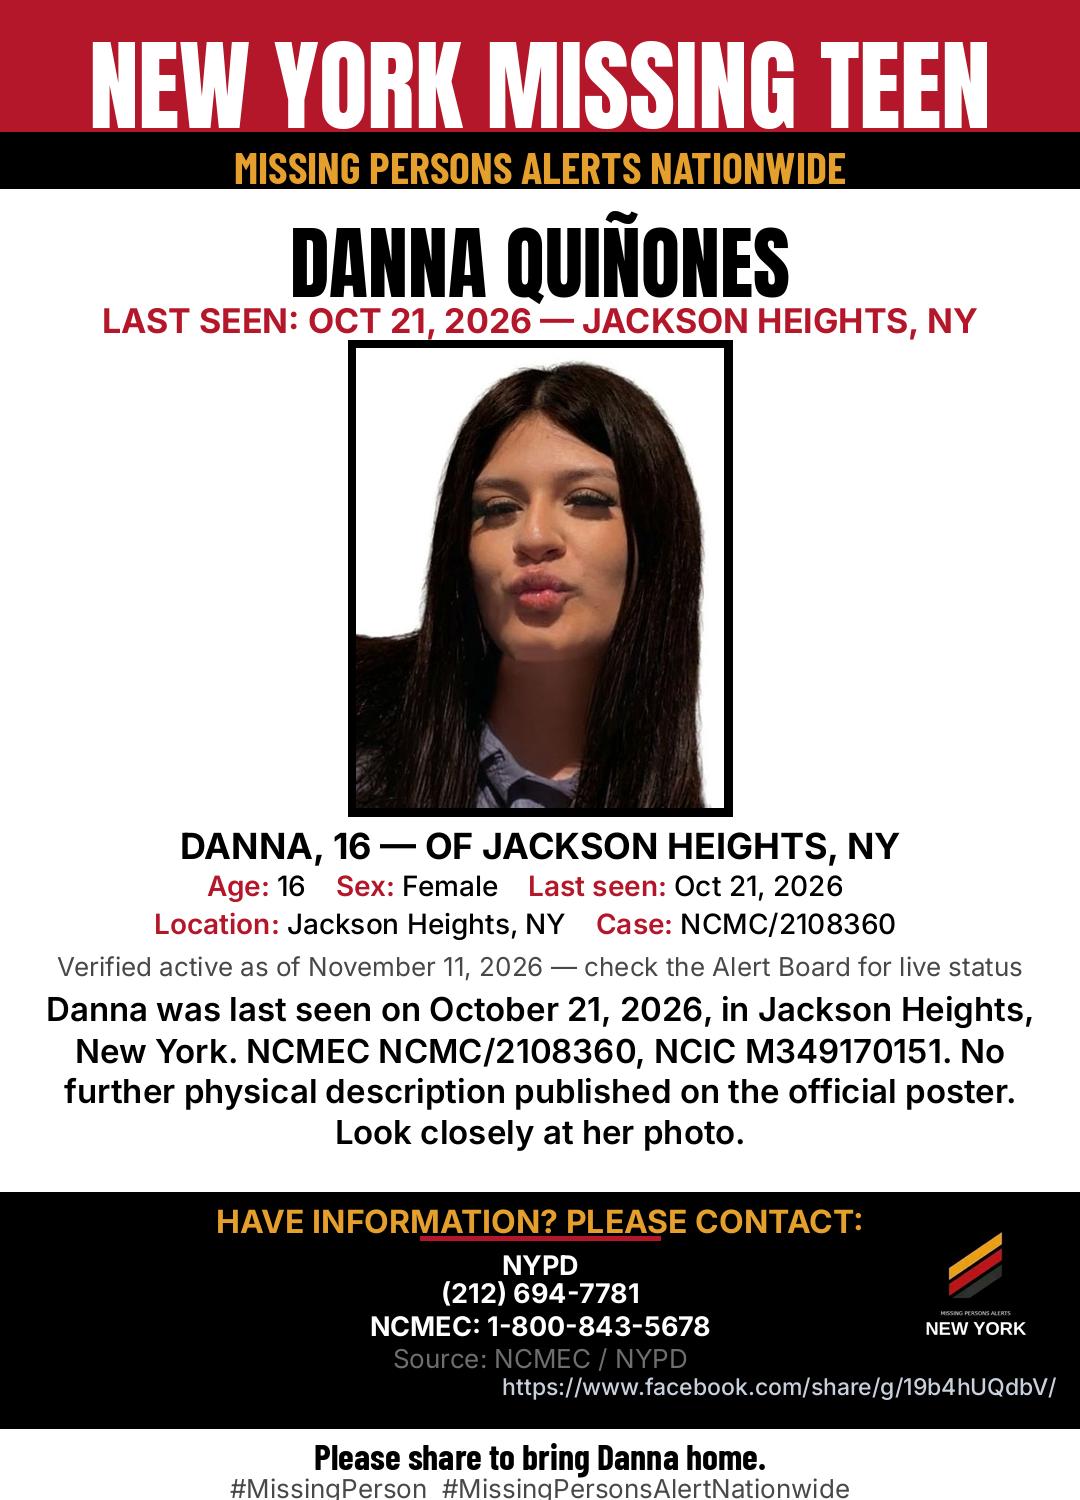 NEW YORK MISSING TEEN
MISSING PERSONS ALERTS NATIONWIDE
DANNA QUIÑONES
LAST SEEN: OCT 21, 2026 — JACKSON HEIGHTS, NY
DANNA, 16 — OF JACKSON HEIGHTS, NY
Age: 16 Sex: Female Last seen: Oct 21, 2026
Location: Jackson Heights, NY Case: NCMC/2108360
Verified active as of November 11, 2026 — check the Alert Board for live status
Danna was last seen on October 21, 2026, in Jackson Heights,
New York. NCMEC NCMC/2108360, NCIC M349170151. No
further physical description published on the official poster.
Look closely at her photo.
HAVE INFORMATION? PLEASE CONTACT:
NYPD
(212) 694-7781
NCMEC: 1-800-843-5678
Source: NCMEC / NYPD
MISSING PERSONS ALERTS
NEW YORK
https://www.facebook.com/share/g/19b4hUQdbV/
Please share to bring Danna home.
#MissingPerson #MissingPersonsAlertNationwide